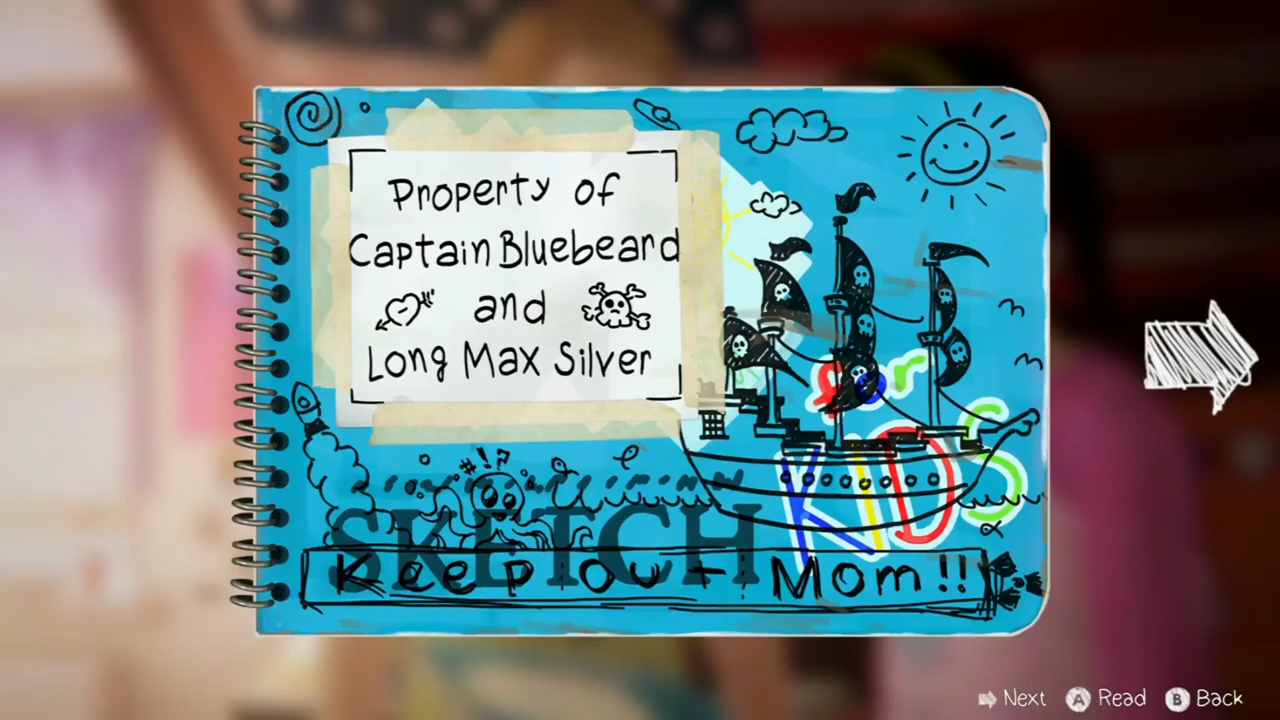 Property of
Captain Bluebeard
and
Long Max Silver
for
KIDS
SKETCH
Keep out Mom!!
Next A Read B Back